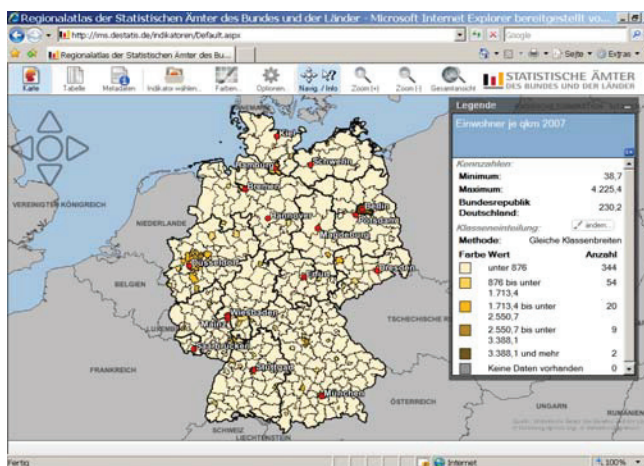 Regionalatlas der Statistischen Ämter des Bundes und der Länder - Microsoft Internet Explorer bereitgestellt vo...
http://ims.destatis.de/indikatoren/Default.aspx
Google
Regionalatlas der Statistischen Ämter des Bu...
Seite
Extras
Karte
Tabelle
Metadaten
Indikator wählen...
Farben...
Optionen...
Navig. / Info
Zoom (+)
Zoom (-)
Gesamtansicht
STATISTISCHE ÄMTER
DES BUNDES UND DER LÄNDER
Legende
Einwohner je qkm 2007
Kennzahlen:
Minimum: 38,7
Maximum: 4 225,4
Bundesrepublik
Deutschland: 230,2
Klasseneinteilung: ändern...
Methode: Gleiche Klassenbreiten
Farbe Wert Anzahl
unter 876 344
876 bis unter 54
1.713,4
1.713,4 bis unter 20
2.550,7
2.550,7 bis unter 9
3.388,1
3.388,1 und mehr 2
Keine Daten vorhanden 0
Kiel
Hamburg
Schwerin
Bremen
VEREINIGTES KÖNIGREICH
NIEDERLANDE
Hannover
Berlin
Potsdam
Magdeburg
Düsseldorf
Erfurt
Dresden
BELGIEN
Wiesbaden
Mainz
TSCHECHISCHE
Saarbrücken
FRANKREICH
Stuttgart
München
ÖSTERREICH
UNGARN
RUMÄNIEN
SCHWEIZ
LIECHTENSTEIN
Fertig
Internet
100%